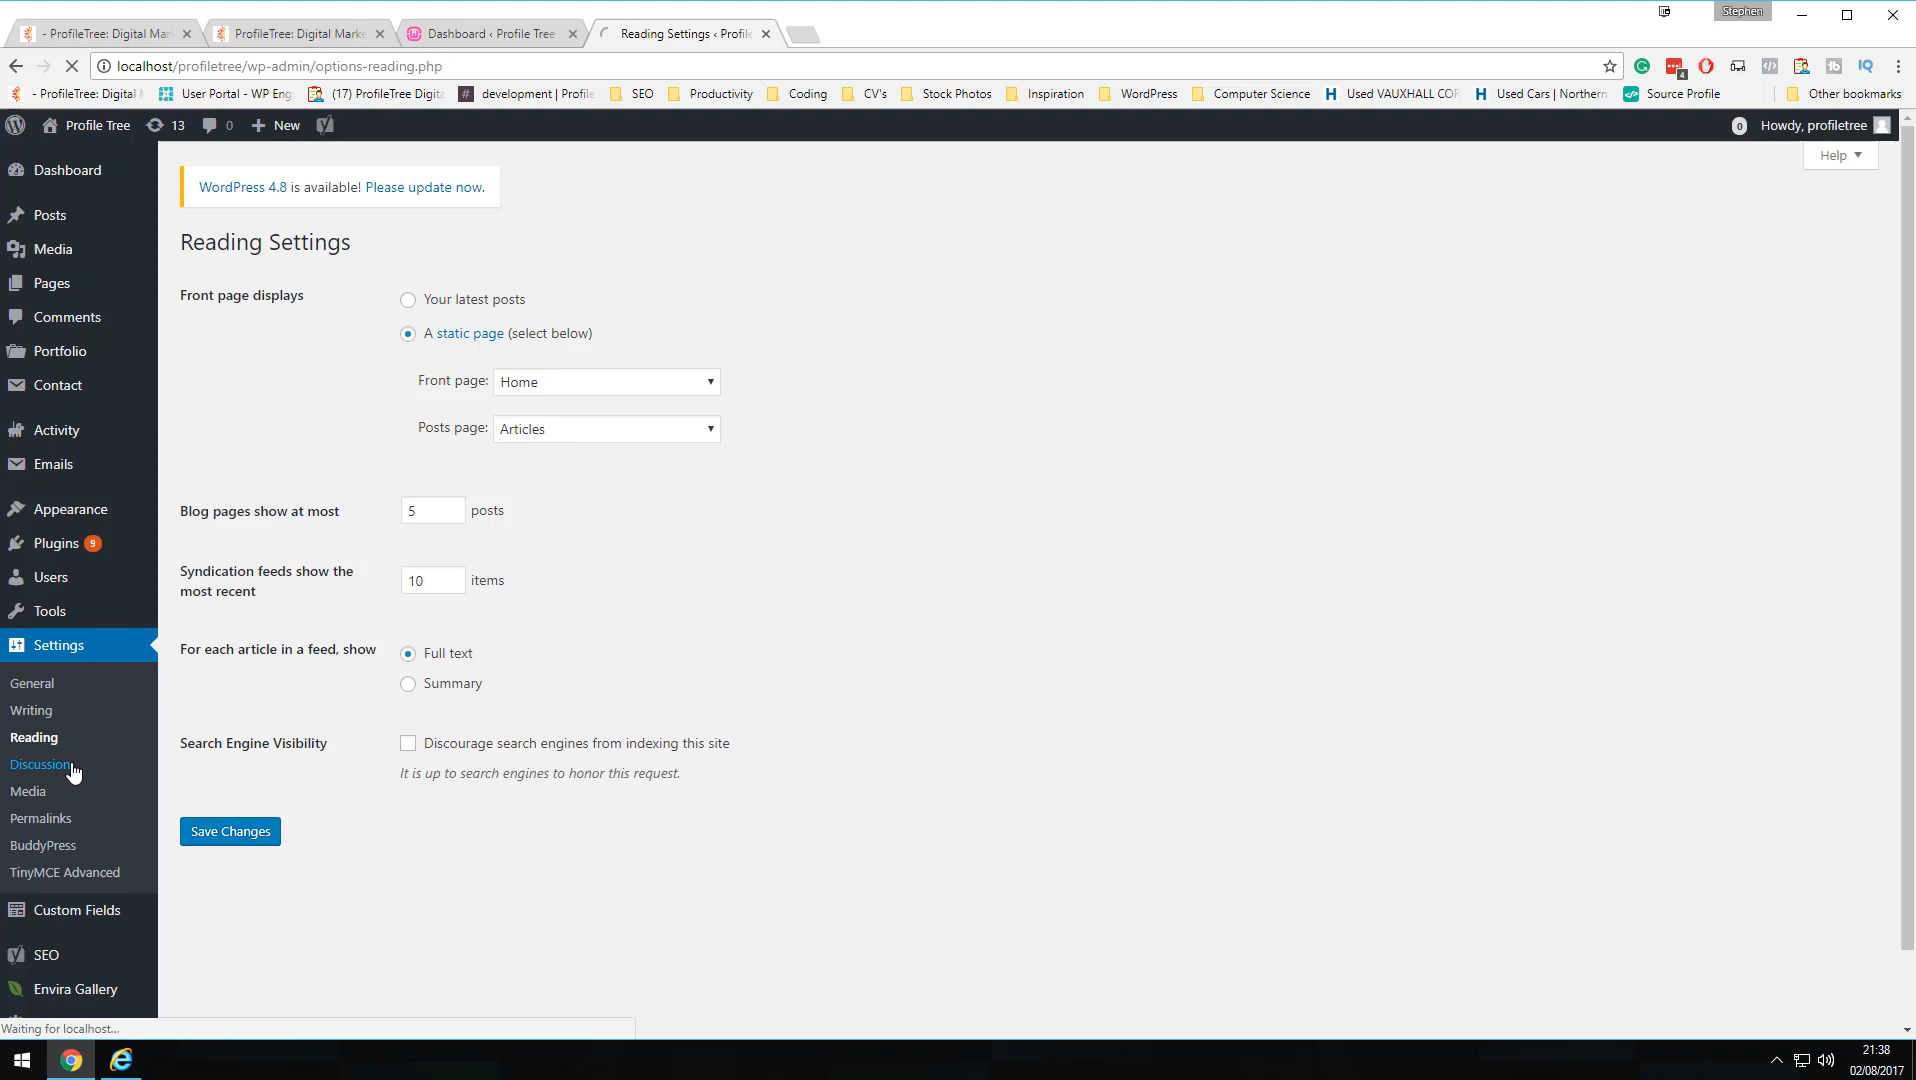 Stephen
- ProfileTree: Digital Mar
ProfileTree: Digital Marke
Dashboard ‹ Profile Tree
Reading Settings ‹ Profile
localhost/profiletree/wp-admin/options-reading.php
4
- ProfileTree: Digital
User Portal - WP Eng
(17) ProfileTree Digita
development | Profile
SEO
Productivity
Coding
CV's
Stock Photos
Inspiration
WordPress
Computer Science
Used VAUXHALL COR
Used Cars | Northern
Source Profile
Other bookmarks
Profile Tree
13
0
New
0
Howdy, profiletree
Help
Dashboard
Posts
Media
Pages
Comments
Portfolio
Contact
Activity
Emails
Appearance
Plugins 9
Users
Tools
Settings
General
Writing
Reading
Discussion
Media
Permalinks
BuddyPress
TinyMCE Advanced
Custom Fields
SEO
Envira Gallery
WordPress 4.8 is available! Please update now.
Reading Settings
Front page displays
Your latest posts
A static page (select below)
Front page: Home
Posts page: Articles
Blog pages show at most 5 posts
Syndication feeds show the
most recent
10 items
For each article in a feed, show
Full text
Summary
Search Engine Visibility
Discourage search engines from indexing this site
It is up to search engines to honor this request.
Save Changes
Waiting for localhost...
21:38
02/08/2017